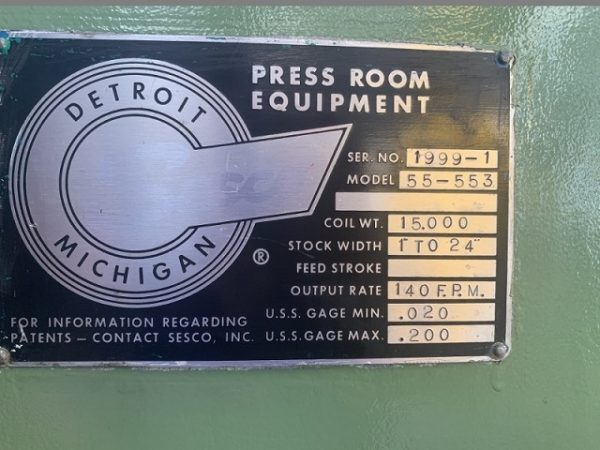 DETROIT
MICHIGAN
®
PRESS ROOM
EQUIPMENT
SER. NO. 1999-1
MODEL 55-553
COIL WT. 15.000
STOCK WIDTH 1" TO 24"
FEED STROKE
OUTPUT RATE 140 F.P.M.
U.S.S. GAGE MIN. .020
U.S.S. GAGE MAX. .200
FOR INFORMATION REGARDING
PATENTS — CONTACT SESCO, INC.